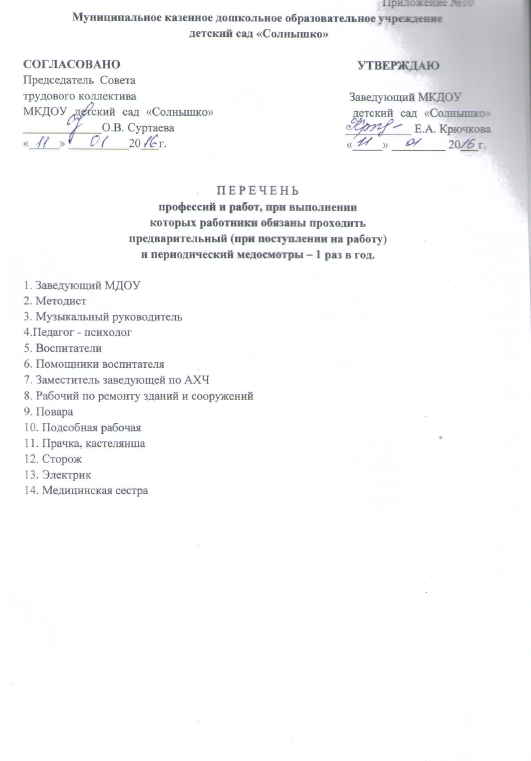 Приложение №10
Муниципальное казенное дошкольное образовательное учреждение
детский сад «Солнышко»
СОГЛАСОВАНО УТВЕРЖДАЮ
Председатель Совета
трудового коллектива Заведующий МКДОУ
МКДОУ детский сад «Солнышко» детский сад «Солнышко»
О.В. Суртаева Е.А. Крючкова
«11» 01 2016 г. «11» 01 2016 г.
П Е Р Е Ч Е Н Ь
профессий и работ, при выполнении
которых работники обязаны проходить
предварительный (при поступлении на работу)
и периодический медосмотры – 1 раз в год.
1. Заведующий МДОУ
2. Методист
3. Музыкальный руководитель
4.Педагог - психолог
5. Воспитатели
6. Помощники воспитателя
7. Заместитель заведующей по АХЧ
8. Рабочий по ремонту зданий и сооружений
9. Повара
10. Подсобная рабочая
11. Прачка, кастелянша
12. Сторож
13. Электрик
14. Медицинская сестра